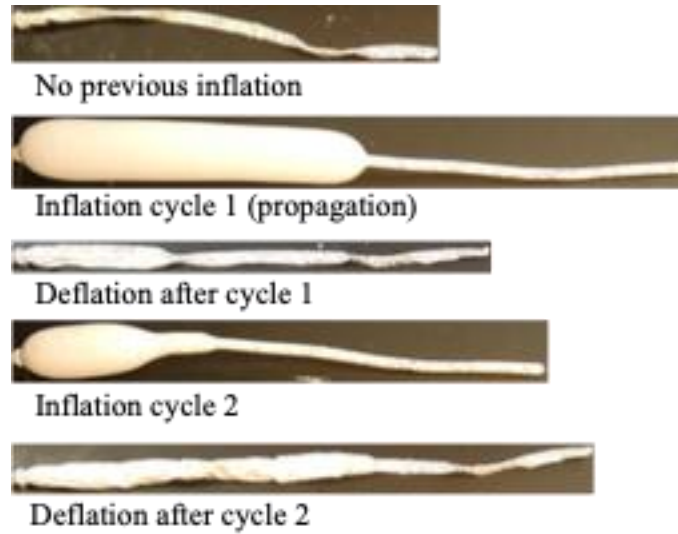 No previous inflation
Inflation cycle 1 (propagation)
Deflation after cycle 1
Inflation cycle 2
Deflation after cycle 2